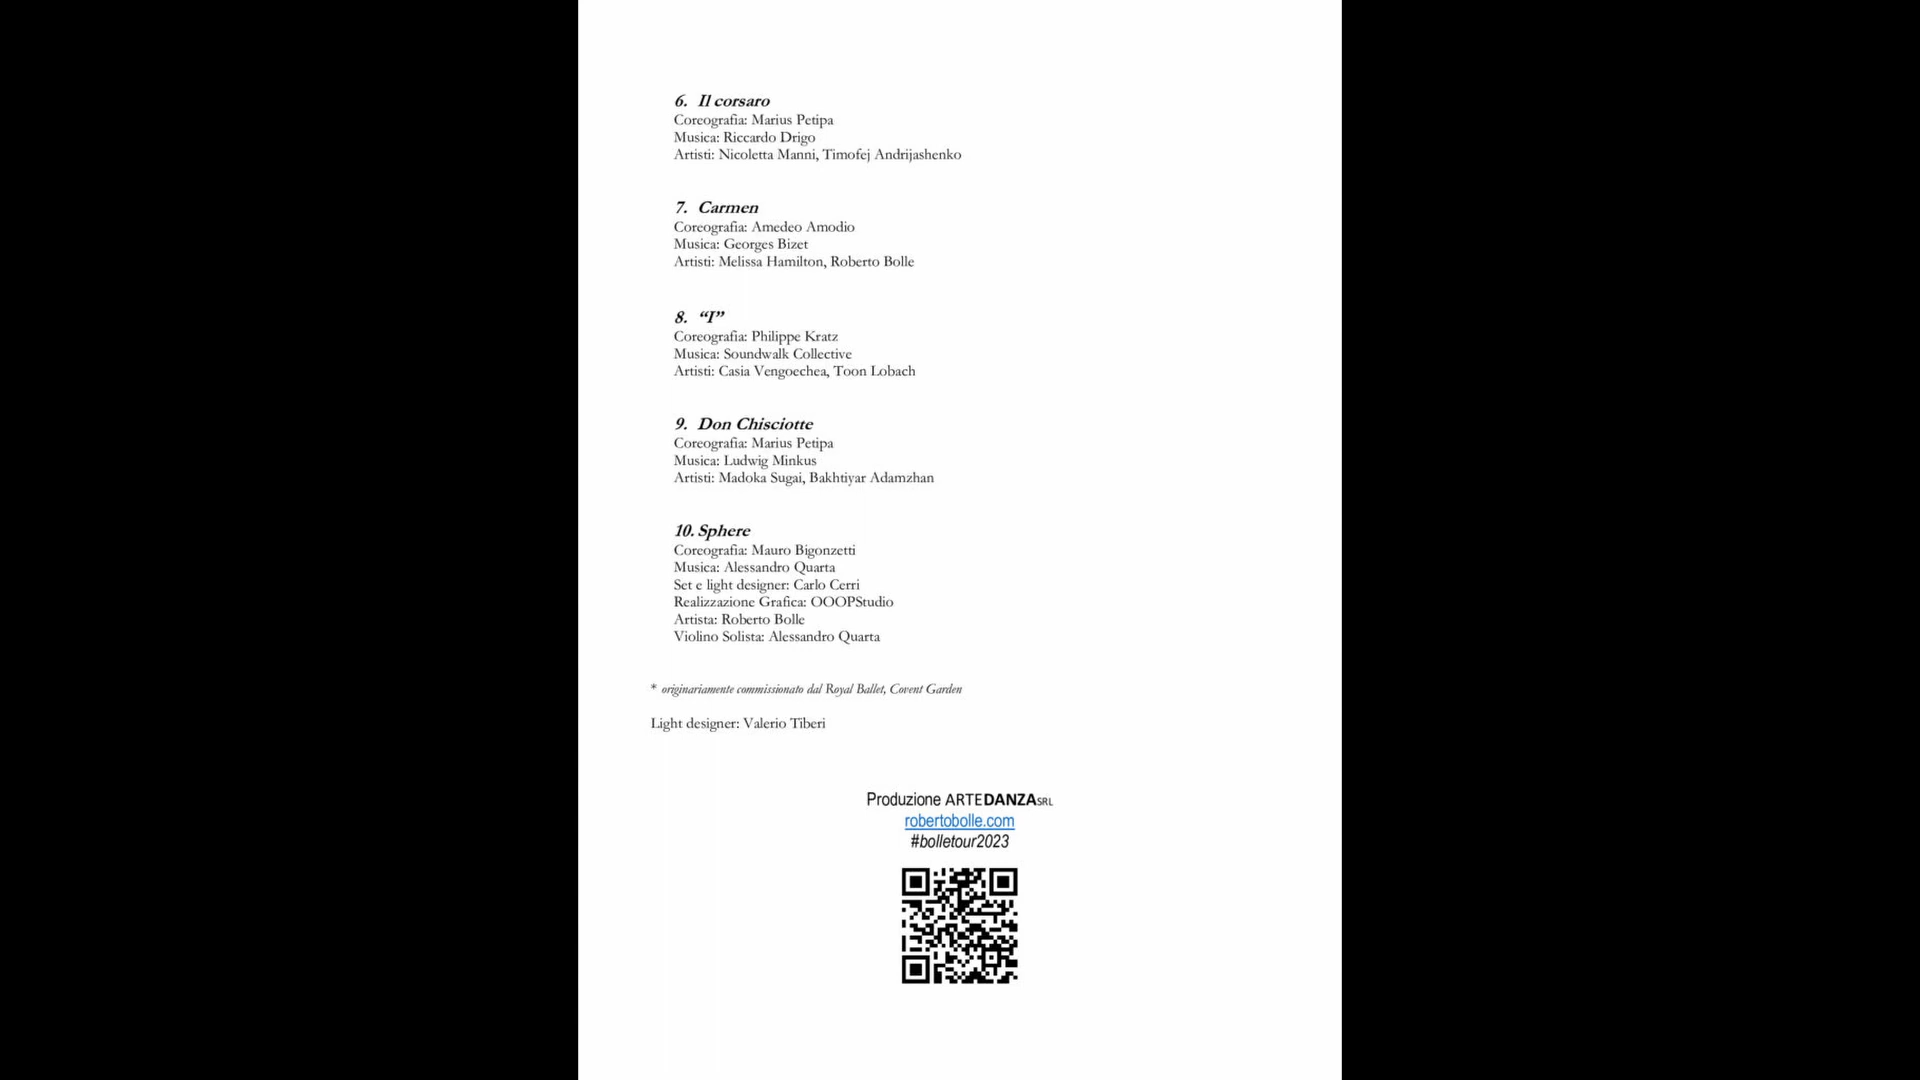 6. Il corsaro
Coreografia: Marius Petipa
Musica: Riccardo Drigo
Artisti: Nicoletta Manni, Timofej Andrijashenko
7. Carmen
Coreografia: Amedeo Amodio
Musica: Georges Bizet
Artisti: Melissa Hamilton, Roberto Bolle
8. “I”
Coreografia: Philippe Kratz
Musica: Soundwalk Collective
Artisti: Casia Vengoechea, Toon Lobach
9. Don Chisciotte
Coreografia: Marius Petipa
Musica: Ludwig Minkus
Artisti: Madoka Sugai, Bakhtiyar Adamzhan
10. Sphere
Coreografia: Mauro Bigonzetti
Musica: Alessandro Quarta
Set e light designer: Carlo Cerri
Realizzazione Grafica: OOOPStudio
Artista: Roberto Bolle
Violino Solista: Alessandro Quarta
* originariamente commissionato dal Royal Ballet, Covent Garden
Light designer: Valerio Tiberi
Produzione ARTEDANZASRL
robertobolle.com
#bolletour2023